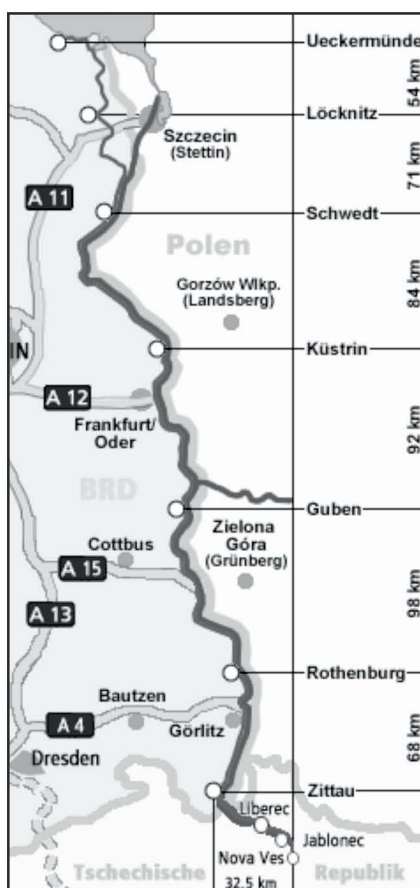 Ueckermünde
54 km
Löcknitz
Szczecin
(Stettin)
71 km
A 11
Schwedt
Polen
84 km
Gorzów Wlkp.
(Landsberg)
IN
Küstrin
A 12
Frankfurt/
Oder
92 km
BRD
Guben
Zielona
Góra
(Grünberg)
Cottbus
A 15
98 km
A 13
Rothenburg
Bautzen
A 4
Görlitz
68 km
Dresden
Zittau
Liberec
Jablonec
Nova Ves
Tschechische Republik
32,5 km